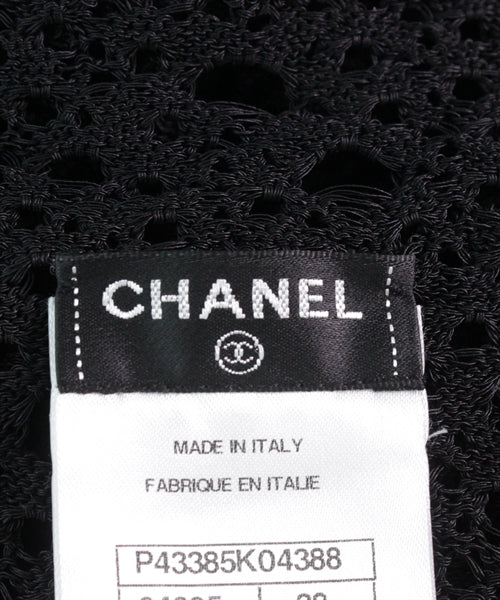 CHANEL
MADE IN ITALY
FABRIQUE EN ITALIE
P43385K04388